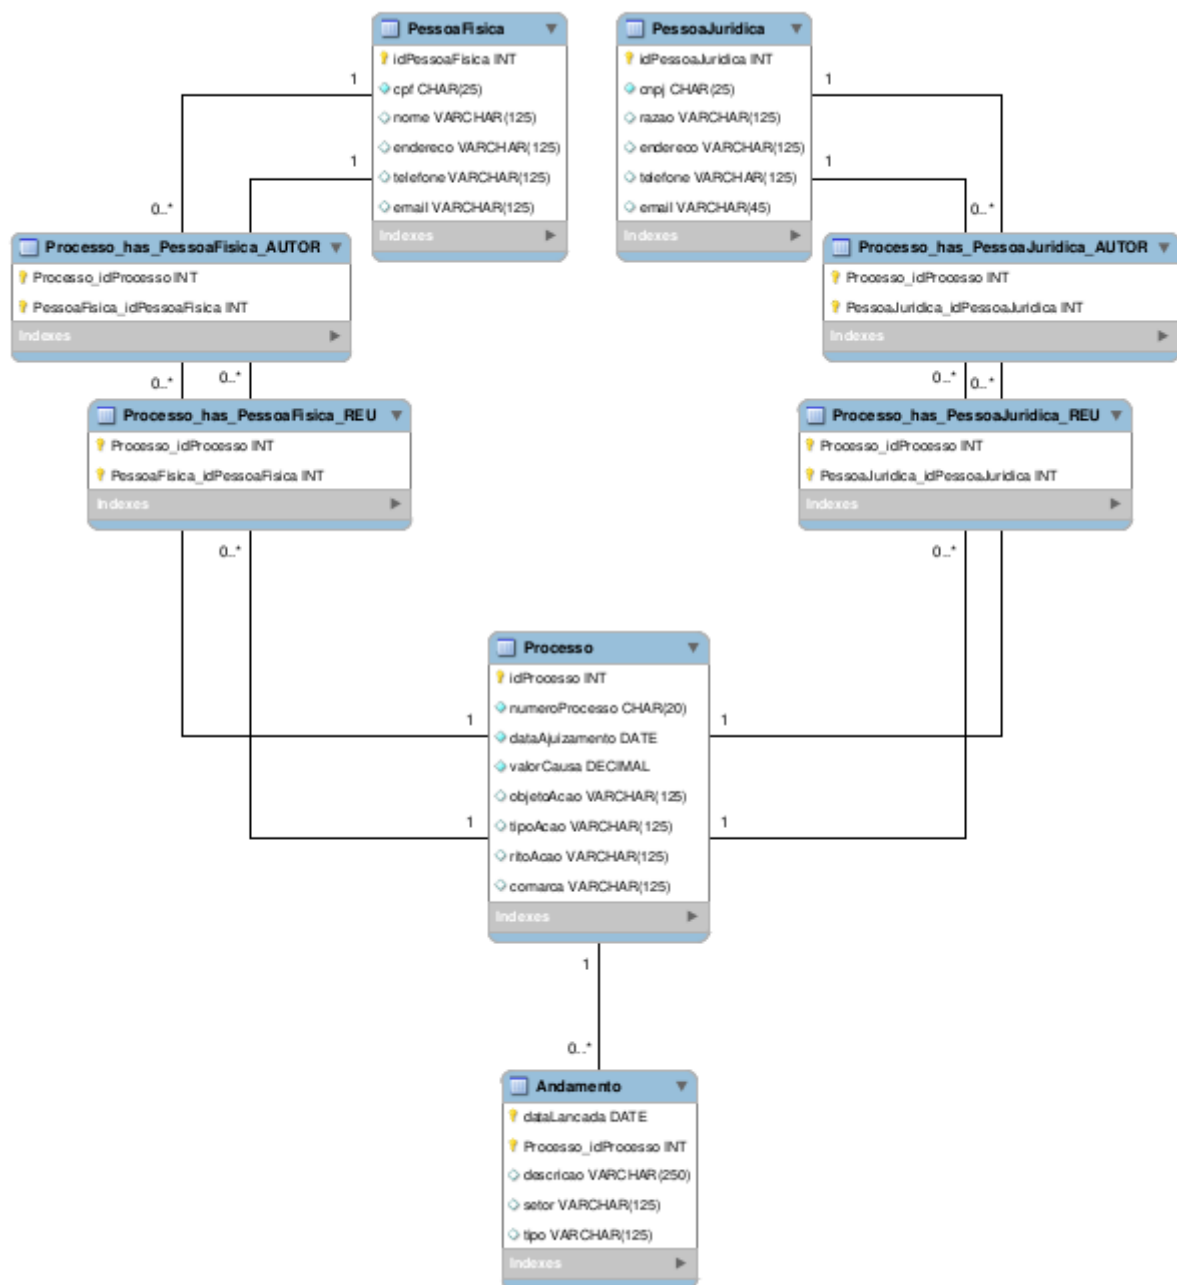 PessoaFisica
idPessoaFisica INT
cpf CHAR(25)
nome VARCHAR(125)
endereco VARCHAR(125)
telefone VARCHAR(125)
email VARCHAR(125)
Indexes
PessoaJuridica
idPessoaJuridica INT
cnpj CHAR(25)
razao VARCHAR(125)
endereco VARCHAR(125)
telefone VARCHAR(125)
email VARCHAR(45)
Indexes
1
1
1
1
0..*
0..*
Processo_has_PessoaFisica_AUTOR
Processo_idProcesso INT
PessoaFisica_idPessoaFisica INT
Indexes
Processo_has_PessoaJuridica_AUTOR
Processo_idProcesso INT
PessoaJuridica_idPessoaJuridica INT
Indexes
0..*
0..*
0..*
0..*
Processo_has_PessoaFisica_REU
Processo_idProcesso INT
PessoaFisica_idPessoaFisica INT
Indexes
Processo_has_PessoaJuridica_REU
Processo_idProcesso INT
PessoaJuridica_idPessoaJuridica INT
Indexes
0..*
0..*
Processo
idProcesso INT
numeroProcesso CHAR(20)
dataAjuizamento DATE
valorCausa DECIMAL
objetoAcao VARCHAR(125)
tipoAcao VARCHAR(125)
ritoAcao VARCHAR(125)
comarca VARCHAR(125)
Indexes
1
1
1
1
1
0..*
Andamento
dataLancada DATE
Processo_idProcesso INT
descricao VARCHAR(250)
setor VARCHAR(125)
tipo VARCHAR(125)
Indexes